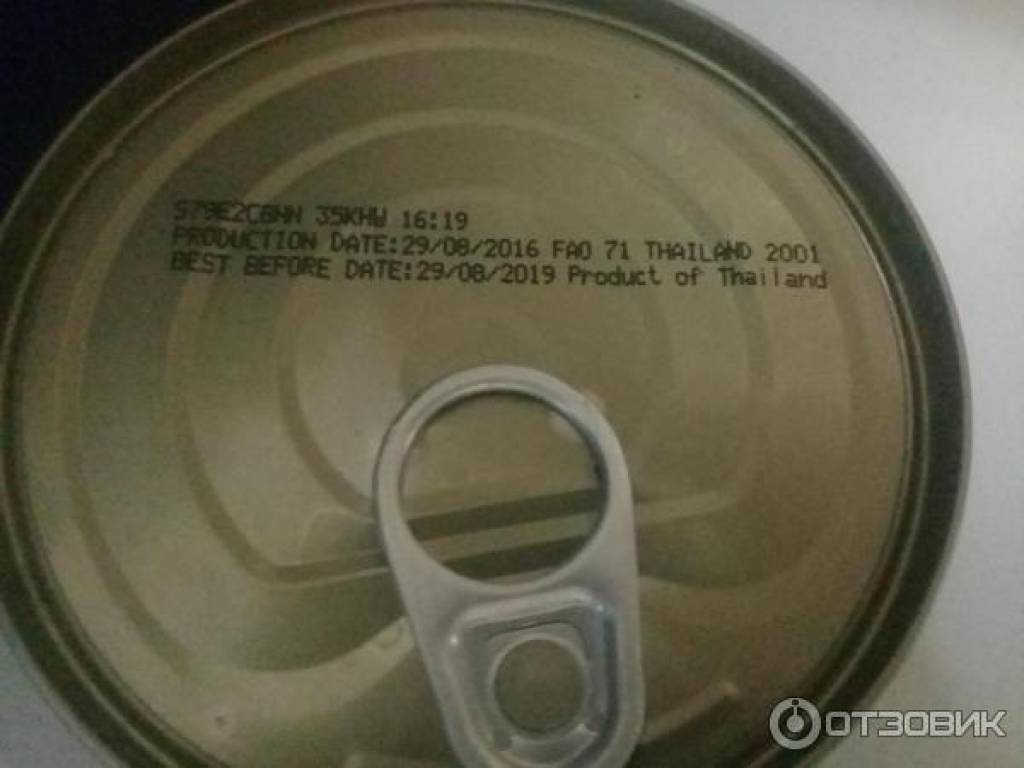 S79E2C8NN 35KHW 16:19
PRODUCTION DATE:29/08/2016 FAO 71 THAILAND 2001
BEST BEFORE DATE:29/08/2019 Product of Thailand
ОТЗОВИК